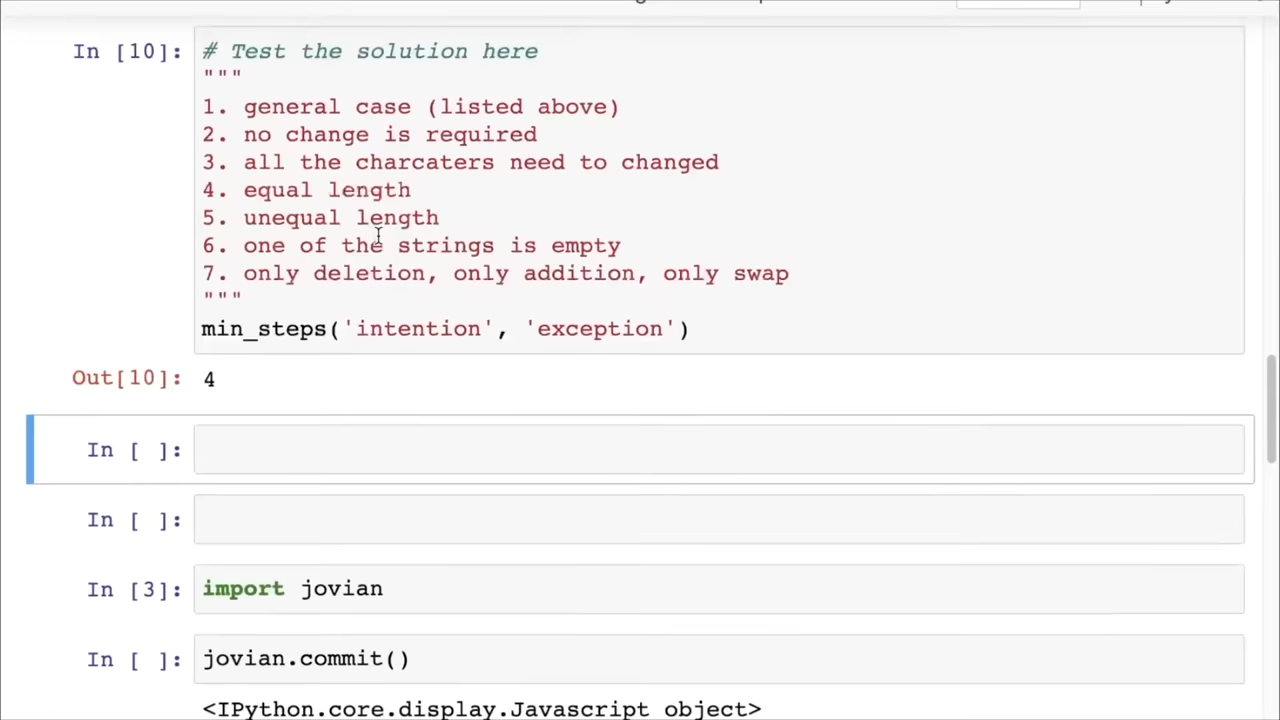 In [10]: # Test the solution here
"""
1. general case (listed above)
2. no change is required
3. all the charcaters need to changed
4. equal length
5. unequal length
6. one of the strings is empty
7. only deletion, only addition, only swap
"""
min_steps('intention', 'exception')
Out[10]: 4
In [ ]:
In [ ]:
In [3]: import jovian
In [ ]: jovian.commit()
<IPython.core.display.Javascript object>